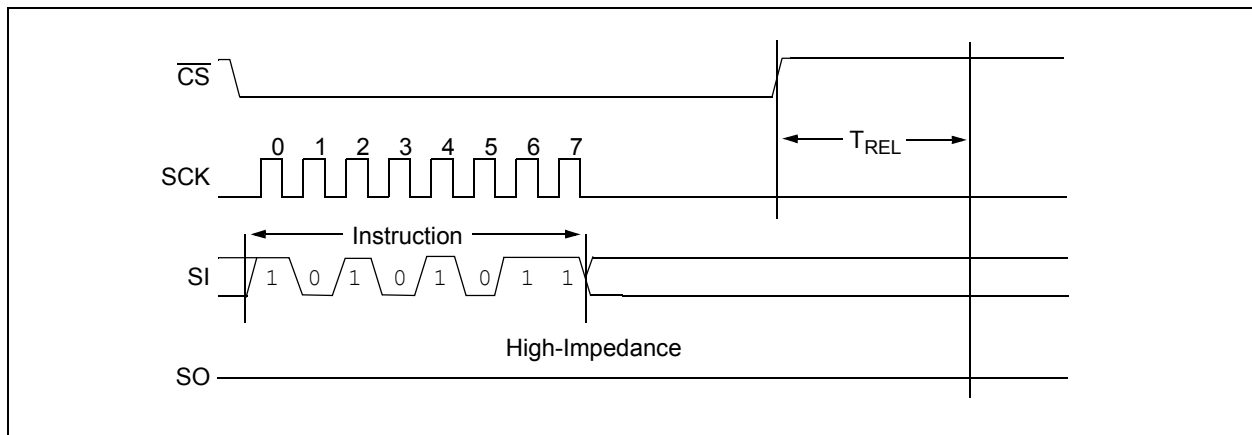 CS
T_REL
0 1 2 3 4 5 6 7
SCK
Instruction
SI 1 0 1 0 1 0 1 1
High-Impedance
SO